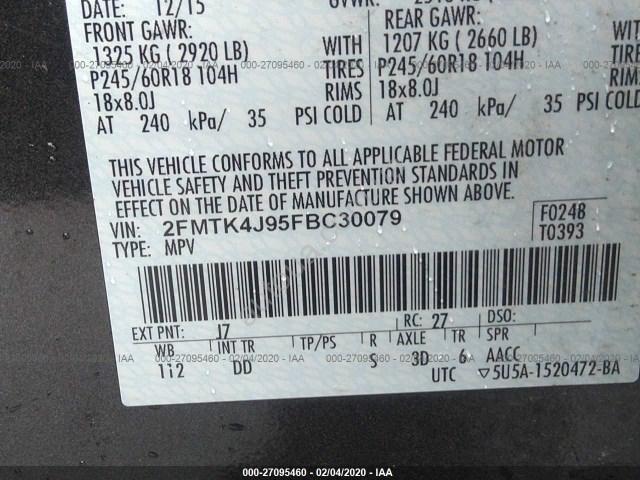 DATE: 12/15
FRONT GAWR: REAR GAWR:
1325 KG ( 2920 LB) WITH 1207 KG ( 2660 LB) WITH
P245/60R18 104H TIRES P245/60R18 104H TIRES
18x8.0J RIMS 18x8.0J RIMS
AT 240 kPa/ 35 PSI COLD AT 240 kPa/ 35 PSI COLD
THIS VEHICLE CONFORMS TO ALL APPLICABLE FEDERAL MOTOR
VEHICLE SAFETY AND THEFT PREVENTION STANDARDS IN
EFFECT ON THE DATE OF MANUFACTURE SHOWN ABOVE.
VIN: 2FMTK4J95FBC30079 F0248
TYPE: MPV T0393
EXT PNT: J7 RC: 27 DSO:
WB INT TR TP/PS R AXLE TR SPR
112 DD S 3D 6 AACC
UTC ▽5U5A-1520472-BA
000-27095460 - 02/04/2020 - IAA